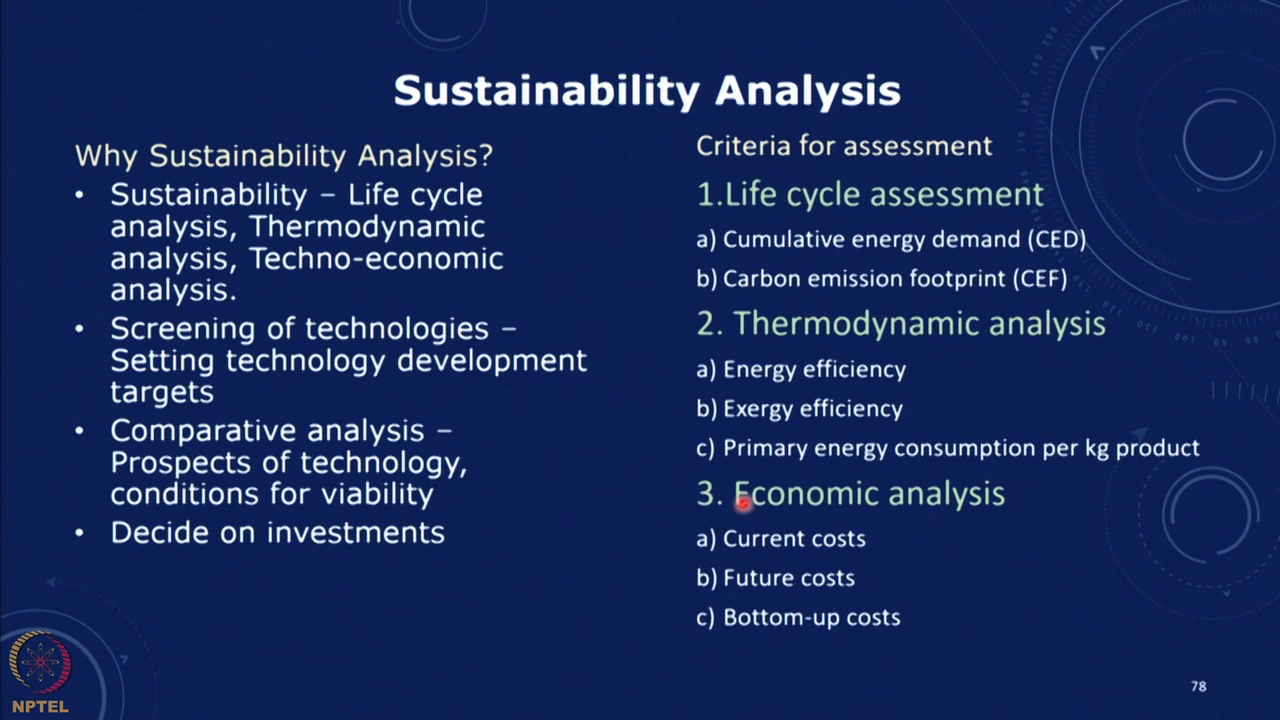 Sustainability Analysis
Why Sustainability Analysis?
• Sustainability – Life cycle
analysis, Thermodynamic
analysis, Techno-economic
analysis.
• Screening of technologies –
Setting technology development
targets
• Comparative analysis –
Prospects of technology,
conditions for viability
• Decide on investments
Criteria for assessment
1.Life cycle assessment
a) Cumulative energy demand (CED)
b) Carbon emission footprint (CEF)
2. Thermodynamic analysis
a) Energy efficiency
b) Exergy efficiency
c) Primary energy consumption per kg product
3. Economic analysis
a) Current costs
b) Future costs
c) Bottom-up costs
78
NPTEL